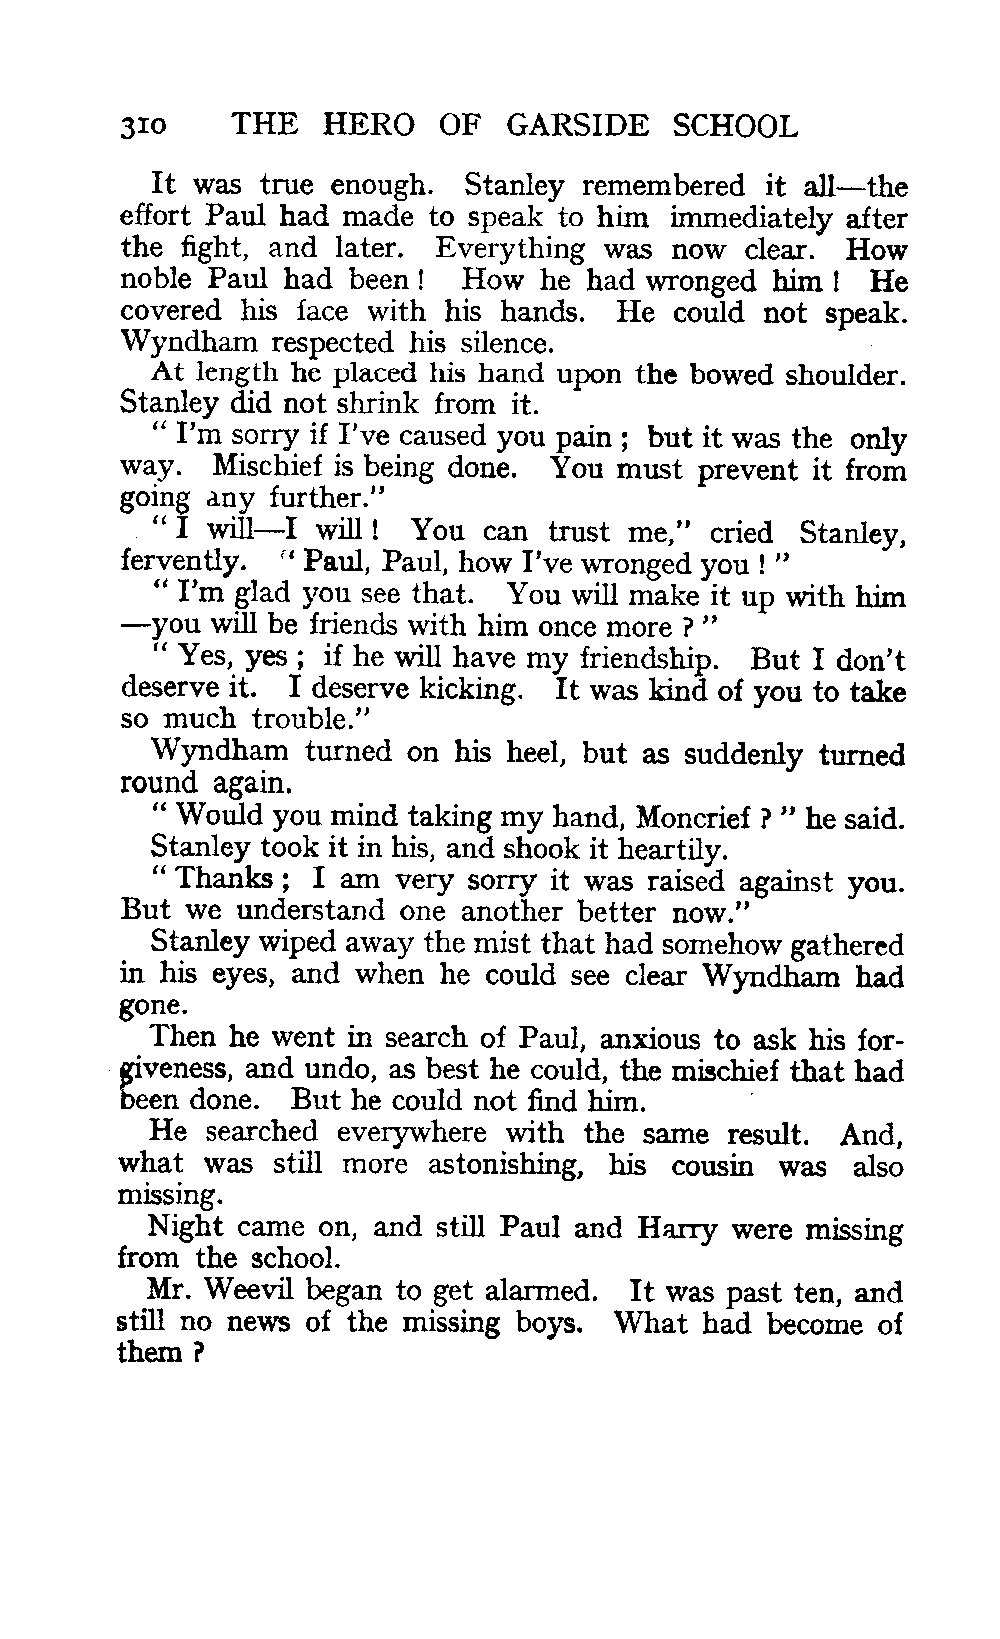 310 THE HERO OF GARSIDE SCHOOL
It was true enough. Stanley remembered it all—the
effort Paul had made to speak to him immediately after
the fight, and later. Everything was now clear. How
noble Paul had been ! How he had wronged him ! He
covered his face with his hands. He could not speak.
Wyndham respected his silence.
At length he placed his hand upon the bowed shoulder.
Stanley did not shrink from it.
" I'm sorry if I've caused you pain ; but it was the only
way. Mischief is being done. You must prevent it from
going any further."
" I will—I will ! You can trust me," cried Stanley,
fervently. " Paul, Paul, how I've wronged you ! "
" I'm glad you see that. You will make it up with him
—you will be friends with him once more ? "
" Yes, yes ; if he will have my friendship. But I don't
deserve it. I deserve kicking. It was kind of you to take
so much trouble."
Wyndham turned on his heel, but as suddenly turned
round again.
" Would you mind taking my hand, Moncrief ? " he said.
Stanley took it in his, and shook it heartily.
" Thanks ; I am very sorry it was raised against you.
But we understand one another better now."
Stanley wiped away the mist that had somehow gathered
in his eyes, and when he could see clear Wyndham had
gone.
Then he went in search of Paul, anxious to ask his for-
giveness, and undo, as best he could, the mischief that had
been done. But he could not find him.
He searched everywhere with the same result. And,
what was still more astonishing, his cousin was also
missing.
Night came on, and still Paul and Harry were missing
from the school.
Mr. Weevil began to get alarmed. It was past ten, and
still no news of the missing boys. What had become of
them ?